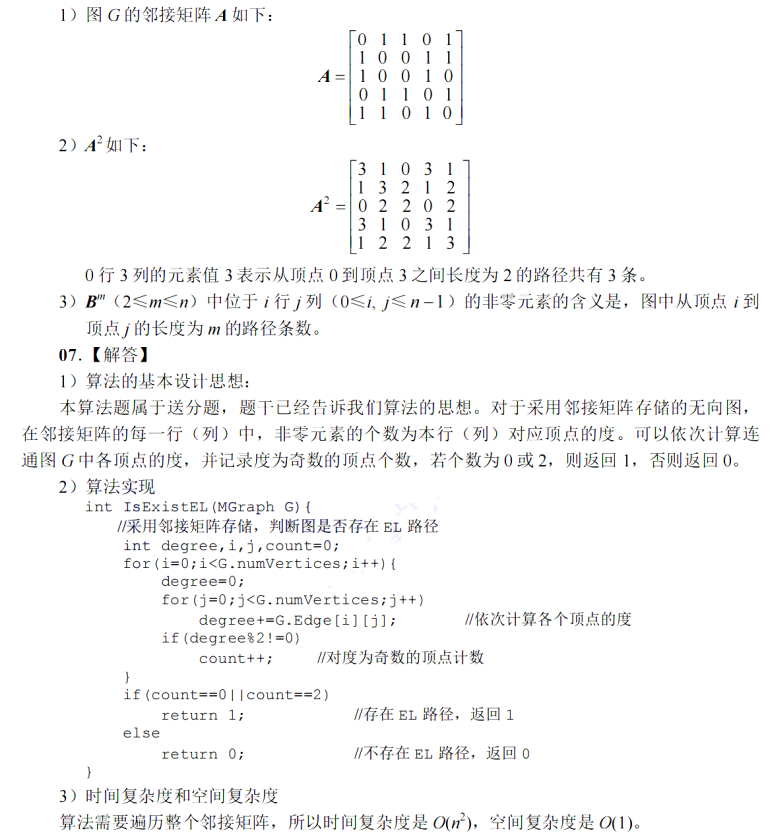 1）图 G 的邻接矩阵 A 如下：
0 1 1 0 1
1 0 0 1 1
A = 1 0 0 1 0
0 1 1 0 1
1 1 0 1 0
2）A² 如下：
3 1 0 3 1
1 3 2 1 2
A² = 0 2 2 0 2
3 1 0 3 1
1 2 2 1 3
0 行 3 列的元素值 3 表示从顶点 0 到顶点 3 之间长度为 2 的路径共有 3 条。
3）Bᵐ（2≤m≤n）中位于 i 行 j 列（0≤i, j≤n−1）的非零元素的含义是，图中从顶点 i 到
顶点 j 的长度为 m 的路径条数。
07.【解答】
1）算法的基本设计思想：
本算法题属于送分题，题干已经告诉我们算法的思想。对于采用邻接矩阵存储的无向图，
在邻接矩阵的每一行（列）中，非零元素的个数为本行（列）对应顶点的度。可以依次计算连
通图 G 中各顶点的度，并记录度为奇数的顶点个数，若个数为 0 或 2，则返回 1，否则返回 0。
2）算法实现
int IsExistEL(MGraph G){
//采用邻接矩阵存储，判断图是否存在 EL 路径
int degree,i,j,count=0;
for(i=0;i<G.numVertices;i++){
degree=0;
for(j=0;j<G.numVertices;j++)
degree+=G.Edge[i][j]; //依次计算各个顶点的度
if(degree%2!=0)
count++; //对度为奇数的顶点计数
}
if(count==0||count==2)
return 1; //存在 EL 路径，返回 1
else
return 0; //不存在 EL 路径，返回 0
}
3）时间复杂度和空间复杂度
算法需要遍历整个邻接矩阵，所以时间复杂度是 O(n²)，空间复杂度是 O(1)。